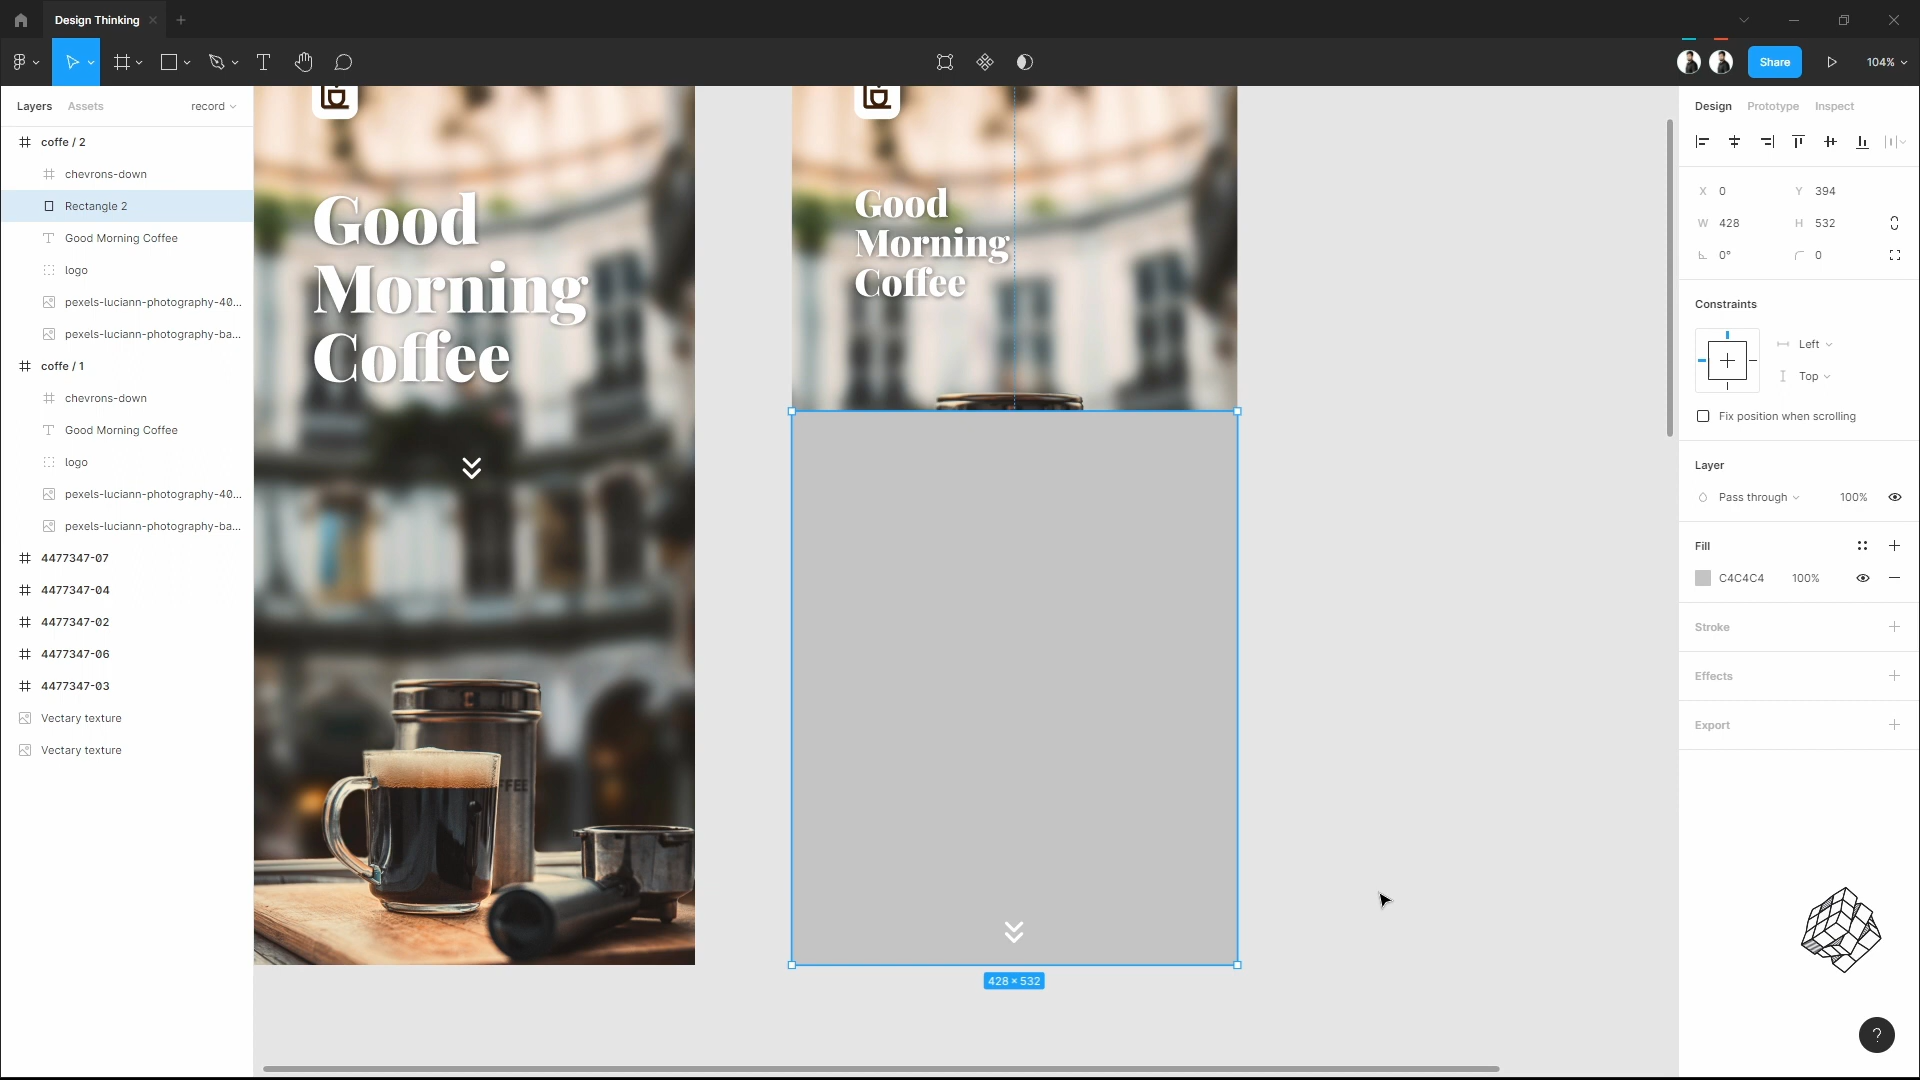 Design Thinking
Share
104%
Layers
Assets
record
Design
Prototype
Inspect
coffe / 2
chevrons-down
Rectangle 2
Good Morning Coffee
logo
pexels-luciann-photography-40...
pexels-luciann-photography-ba...
coffe / 1
chevrons-down
Good Morning Coffee
logo
pexels-luciann-photography-40...
pexels-luciann-photography-ba...
4477347-07
4477347-04
4477347-02
4477347-06
4477347-03
Vectary texture
Vectary texture
Good
Morning
Coffee
FFEE
Good
Morning
Coffee
428 × 532
X 0
Y 394
W 428
H 532
0°
0
Constraints
Left
Top
Fix position when scrolling
Layer
Pass through
100%
Fill
C4C4C4
100%
Stroke
Effects
Export
?